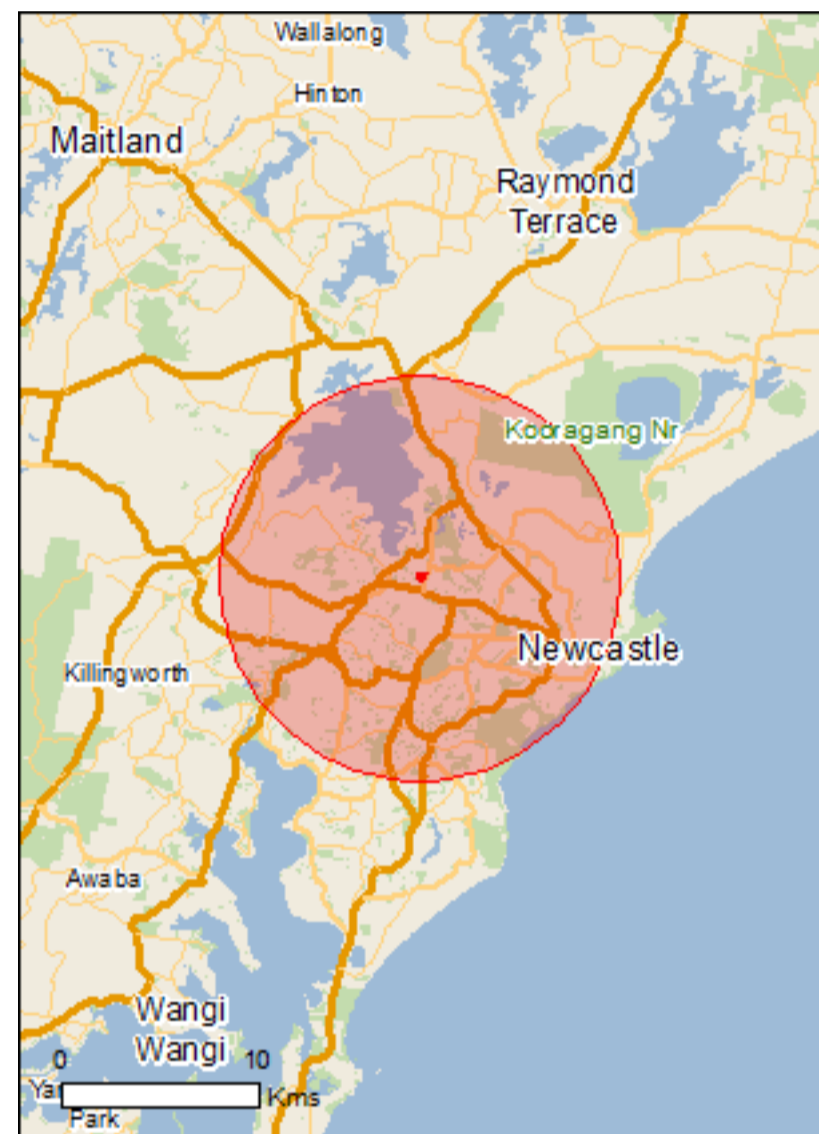 Wallalong
Hinton
Maitland
Raymond
Terrace
Kooragang Nr
Newcastle
Killingworth
Awaba
Wangi
Wangi
0 10
Kms
Park